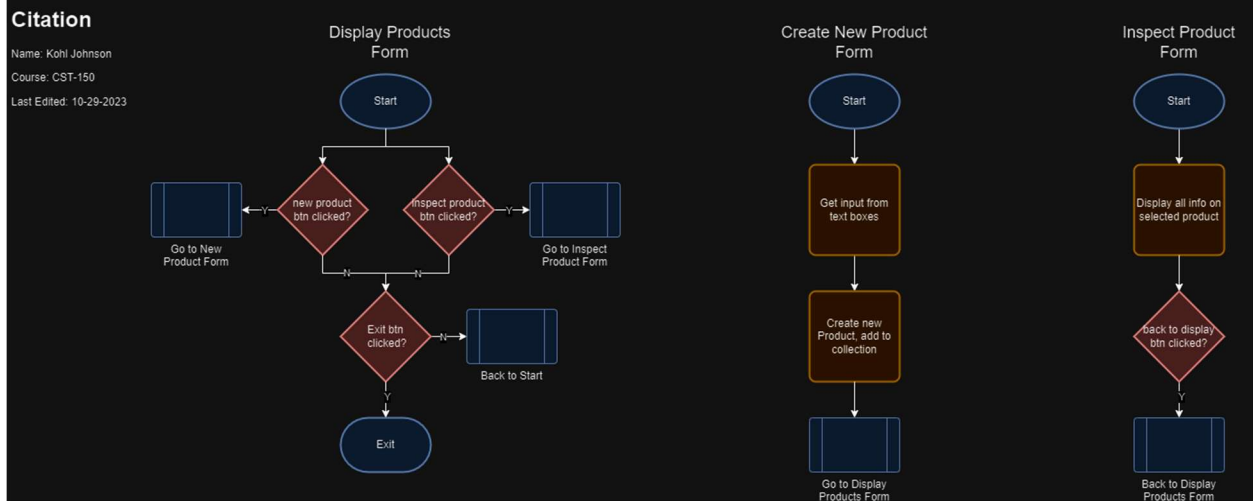 Citation
Name: Kohl Johnson
Course: CST-150
Last Edited: 10-29-2023
Display Products
Form
Start
new product
btn clicked?
Inspect product
btn clicked?
Y
Y
Go to New
Product Form
Go to Inspect
Product Form
N
N
Exit btn
clicked?
N
Back to Start
Y
Exit
Create New Product
Form
Start
Get input from
text boxes
Create new
Product, add to
collection
Go to Display
Products Form
Inspect Product
Form
Start
Display all info on
selected product
back to display
btn clicked?
Y
Back to Display
Products Form